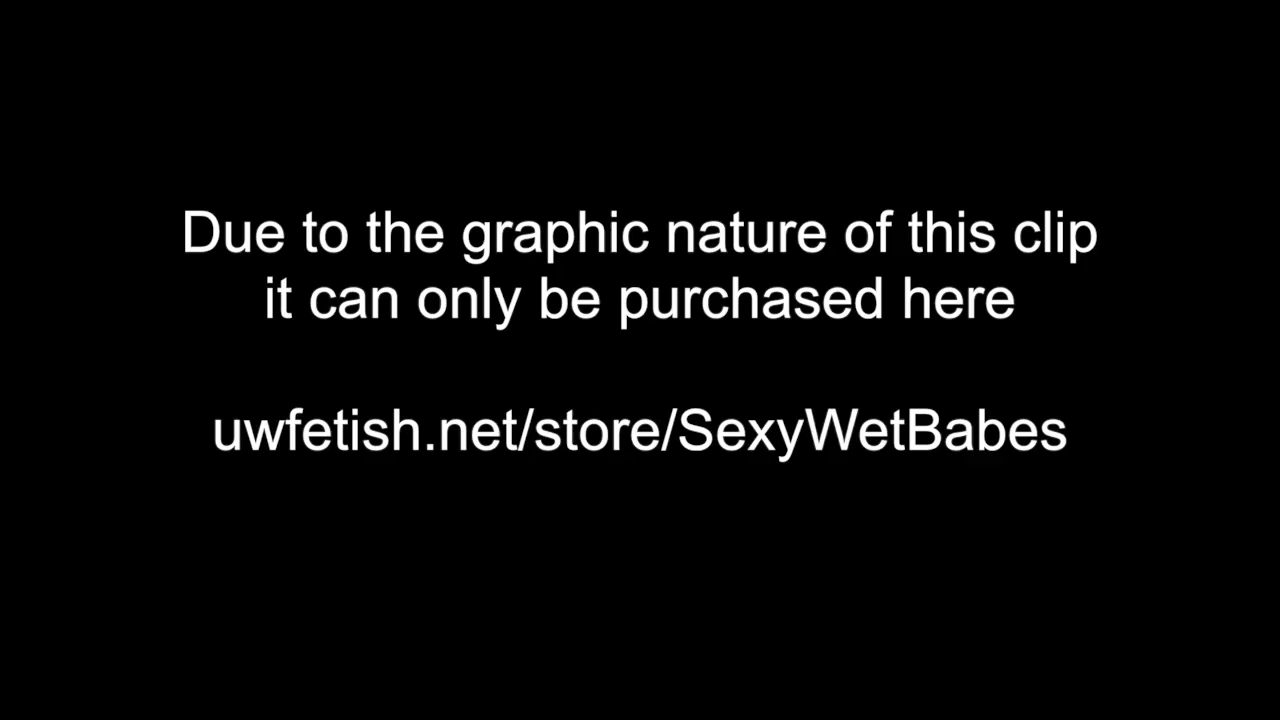 Due to the graphic nature of this clip
it can only be purchased here
uwfetish.net/store/SexyWetBabes